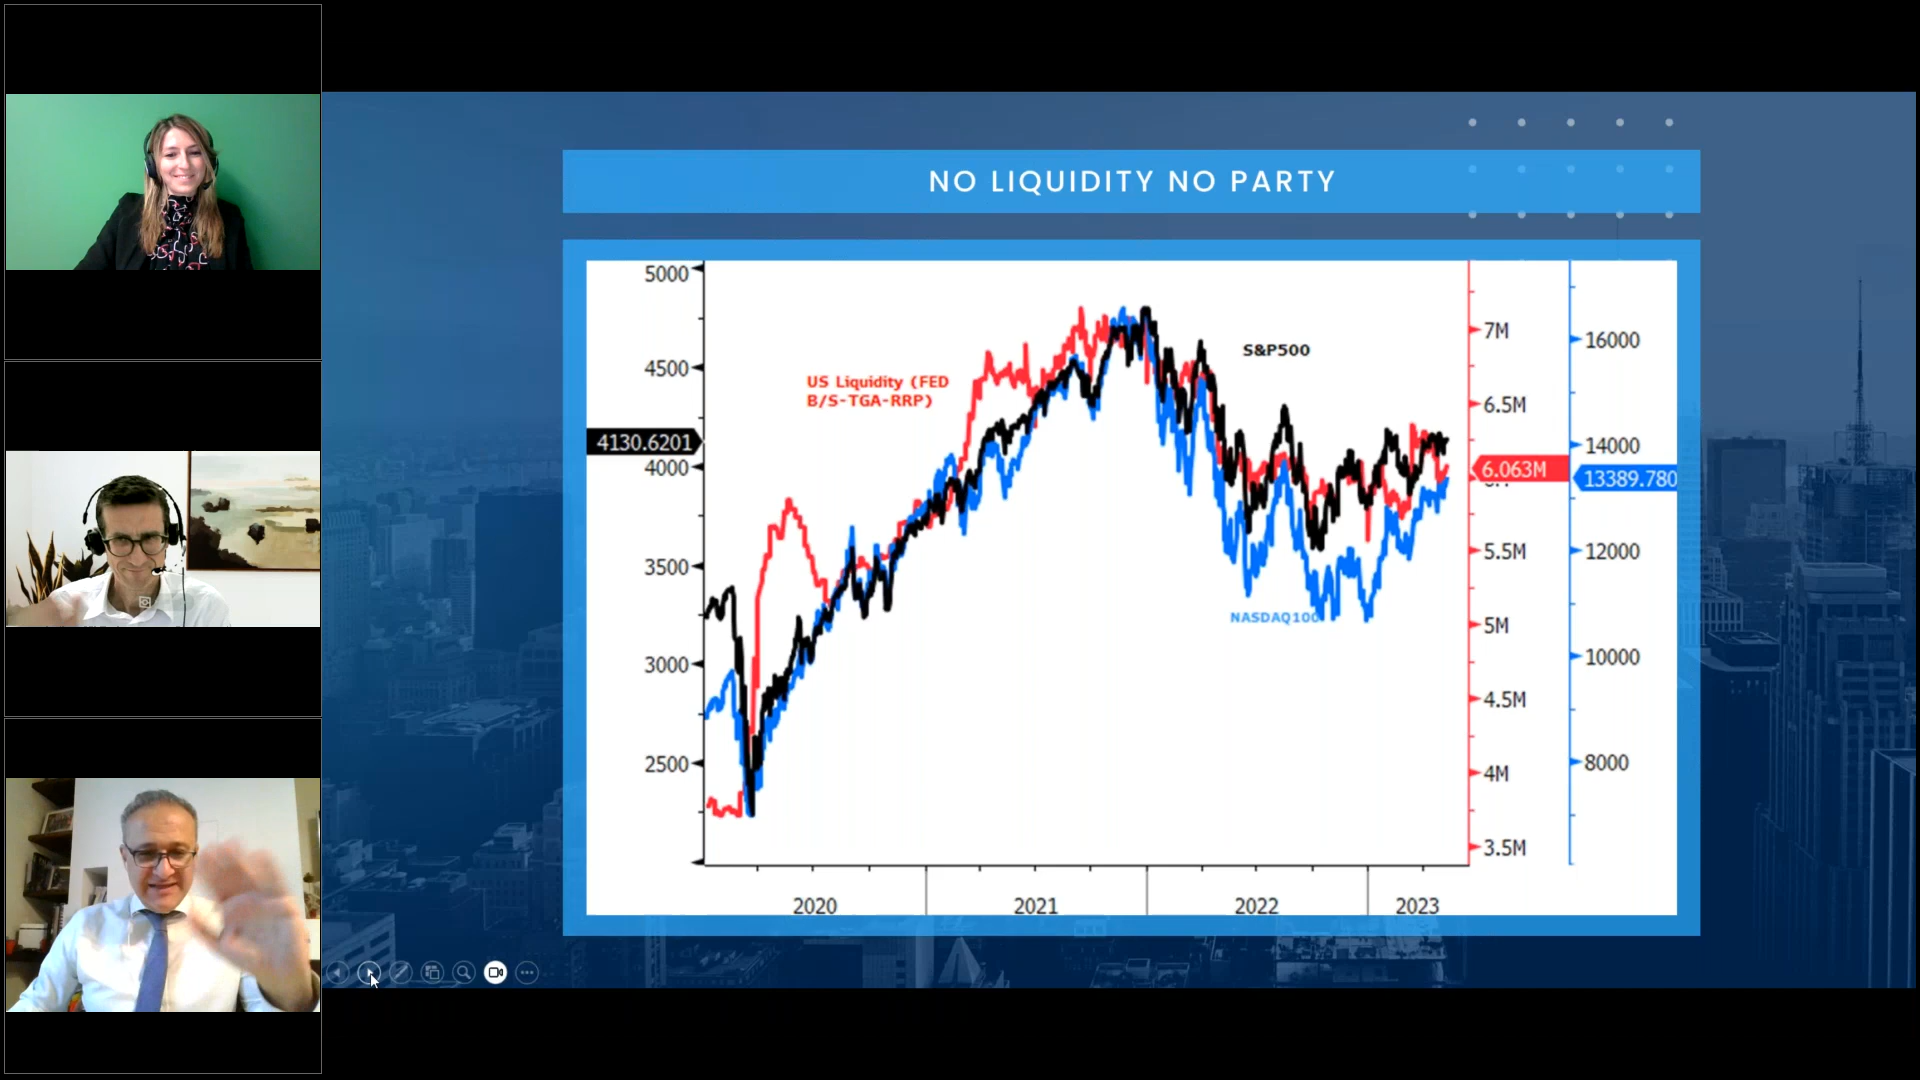 NO LIQUIDITY NO PARTY
5000
4500
4130.6201
4000
3500
3000
2500
US Liquidity (FED
B/S-TGA-RRP)
S&P500
NASDAQ100
7M
6.5M
6.063M
5.5M
5M
4.5M
4M
3.5M
16000
14000
13389.780
12000
10000
8000
2020
2021
2022
2023